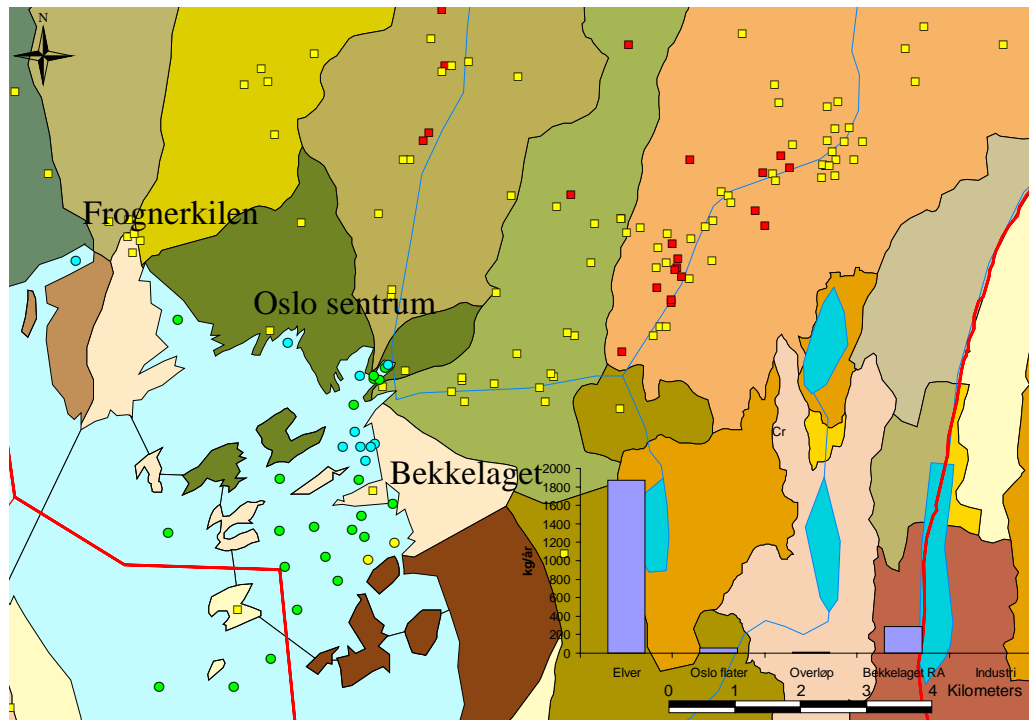 N
Frognerkilen
Oslo sentrum
Cr
Bekkelaget
2000
1800
1600
1400
1200
1000
800
600
400
200
0
kg/år
Elver Oslo flater Overløp Bekkelaget RA Industri
0 1 2 3 4 Kilometers